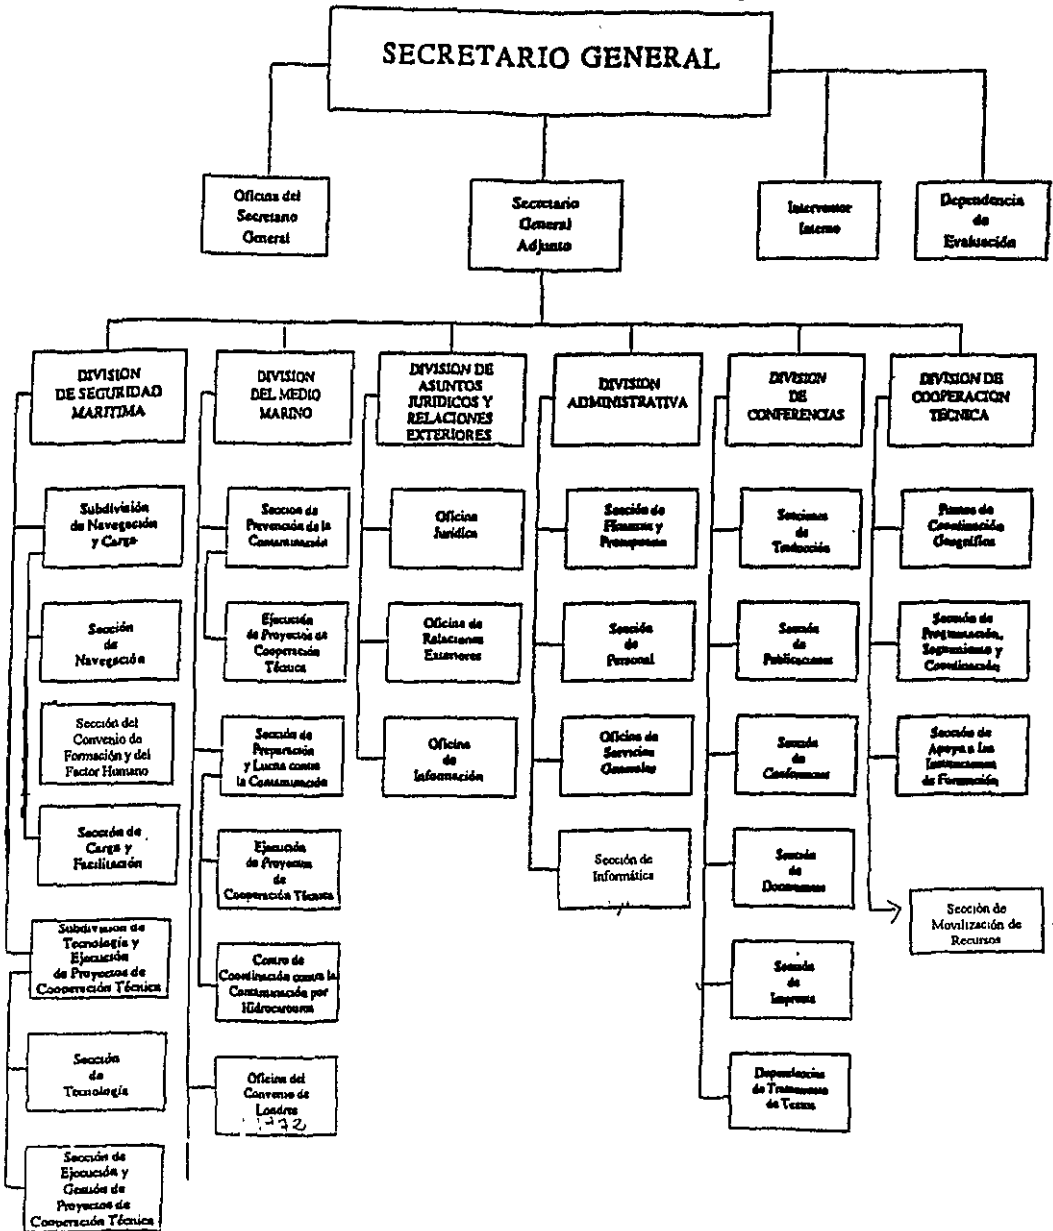 SECRETARIO GENERAL
Oficina del
Secretario
General
Secretario
General
Adjunto
Interventor
Interno
Dependencia
de
Evaluación
DIVISION
DE SEGURIDAD
MARITIMA
DIVISION
DEL MEDIO
MARINO
DIVISION DE
ASUNTOS
JURIDICOS Y
RELACIONES
EXTERIORES
DIVISION
ADMINISTRATIVA
DIVISION
DE
CONFERENCIAS
DIVISION DE
COOPERACION
TÉCNICA
Subdivisión
de Navegación
y Carga
Sección
de
Navegación
Sección del
Convenio de
Formación y del
Factor Humano
Sección de
Carga y
Facilitación
Subdivisión de
Tecnología y
Ejecución
de Proyectos de
Cooperación Técnica
Sección
de
Tecnología
Sección de
Ejecución y
Gestión de
Proyectos de
Cooperación Técnica
Sección de
Prevención de la
Contaminación
Ejecución
de Proyectos de
Cooperación
Técnica
Sección de
Preparación
y Lucha contra
la Contaminación
Ejecución
de Proyectos
de
Cooperación Técnica
Centro de
Coordinación contra la
Contaminación por
Hidrocarburos
Oficina del
Convenio de
Londres
1972
Oficina
Jurídica
Oficina de
Relaciones
Exteriores
Oficina
de
Información
Sección de
Finanzas y
Presupuesto
Sección
de
Personal
Oficina de
Servicios
Generales
Sección de
Informática
Secciones
de
Traducción
Sección
de
Publicaciones
Sección
de
Conferencias
Sección
de
Documentos
Sección
de
Imprenta
Dependencias
de Tratamiento
de Textos
Puntos de
Coordinación
Geográfica
Sección de
Programación,
Seguimiento y
Coordinación
Sección de
Apoyo a las
Instituciones
de Formación
Sección de
Movilización de
Recursos